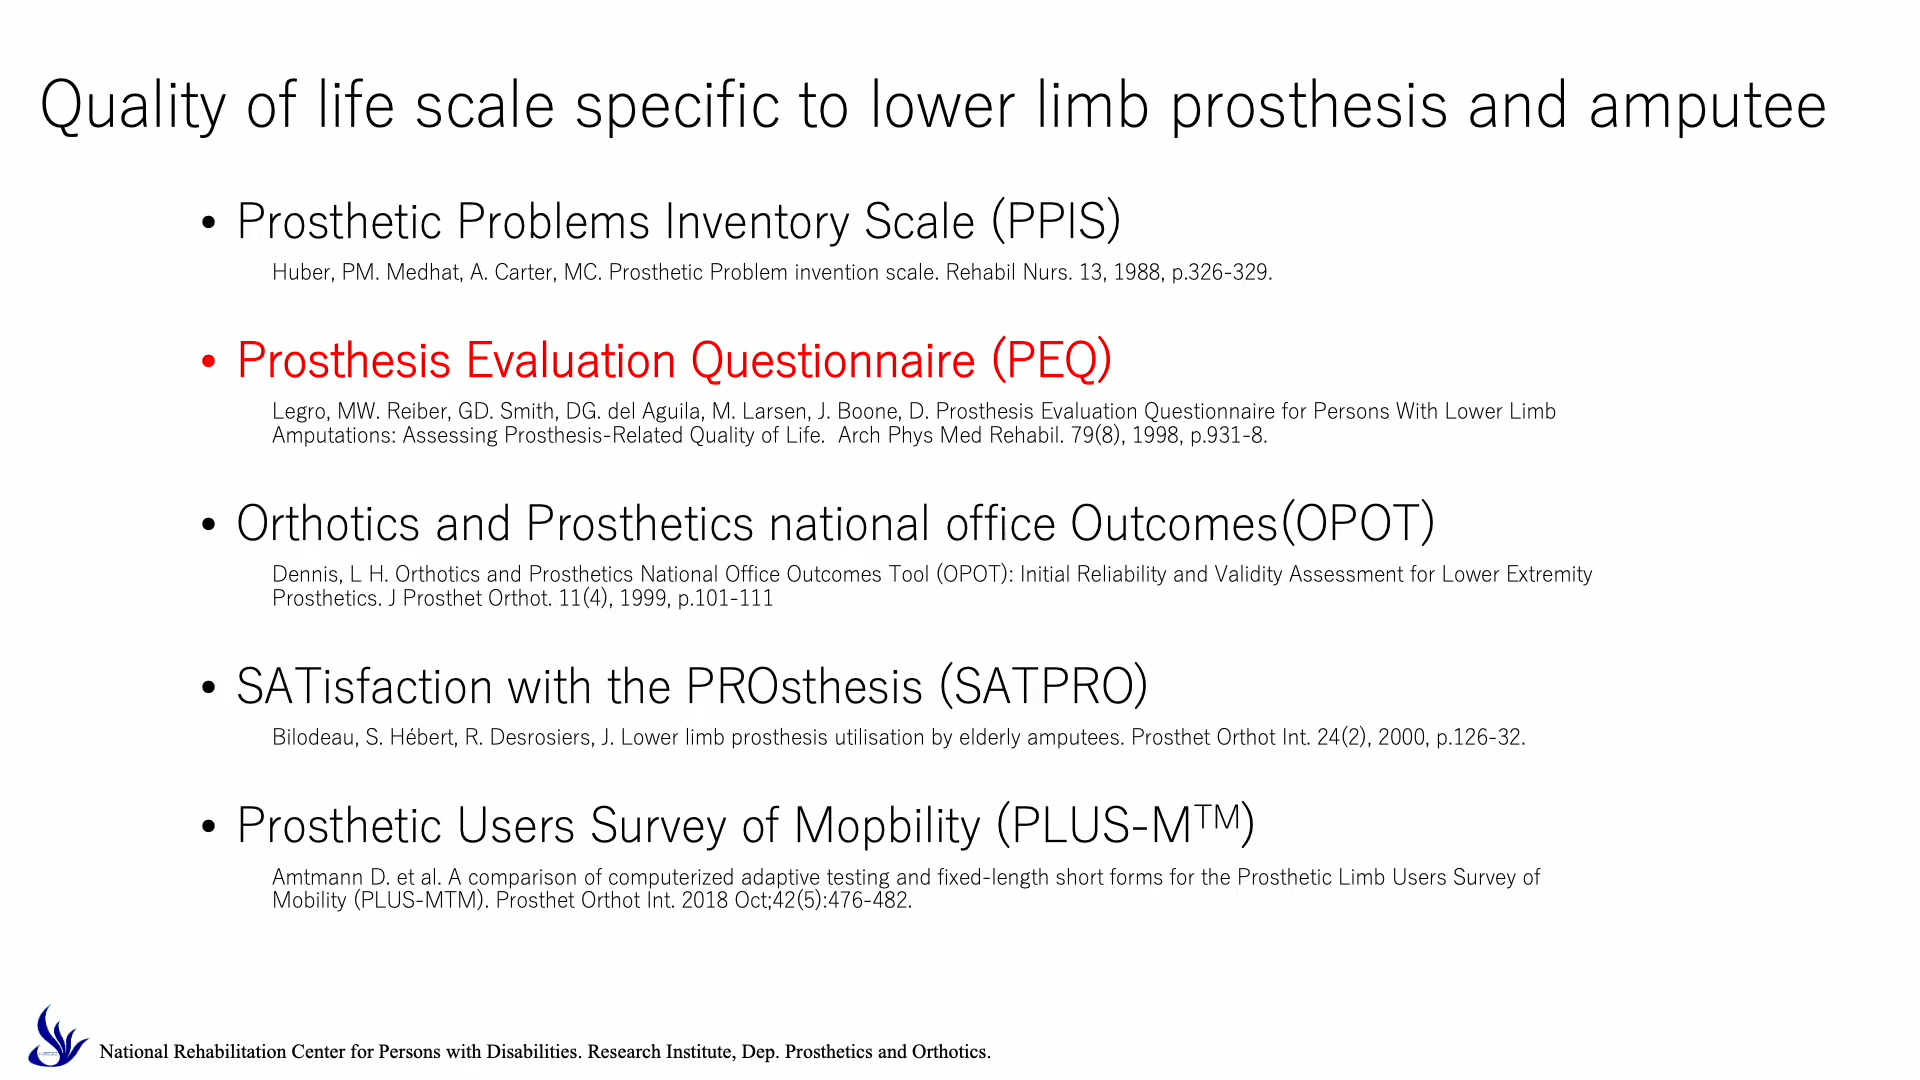 Quality of life scale specific to lower limb prosthesis and amputee
• Prosthetic Problems Inventory Scale (PPIS)
Huber, PM. Medhat, A. Carter, MC. Prosthetic Problem invention scale. Rehabil Nurs. 13, 1988, p.326-329.
• Prosthesis Evaluation Questionnaire (PEQ)
Legro, MW. Reiber, GD. Smith, DG. del Aguila, M. Larsen, J. Boone, D. Prosthesis Evaluation Questionnaire for Persons With Lower Limb
Amputations: Assessing Prosthesis-Related Quality of Life.  Arch Phys Med Rehabil. 79(8), 1998, p.931-8.
• Orthotics and Prosthetics national office Outcomes(OPOT)
Dennis, L H. Orthotics and Prosthetics National Office Outcomes Tool (OPOT): Initial Reliability and Validity Assessment for Lower Extremity
Prosthetics. J Prosthet Orthot. 11(4), 1999, p.101-111
• SATisfaction with the PROsthesis (SATPRO)
Bilodeau, S. Hébert, R. Desrosiers, J. Lower limb prosthesis utilisation by elderly amputees. Prosthet Orthot Int. 24(2), 2000, p.126-32.
• Prosthetic Users Survey of Mopbility (PLUS-M™)
Amtmann D. et al. A comparison of computerized adaptive testing and fixed-length short forms for the Prosthetic Limb Users Survey of
Mobility (PLUS-MTM). Prosthet Orthot Int. 2018 Oct;42(5):476-482.
National Rehabilitation Center for Persons with Disabilities. Research Institute, Dep. Prosthetics and Orthotics.